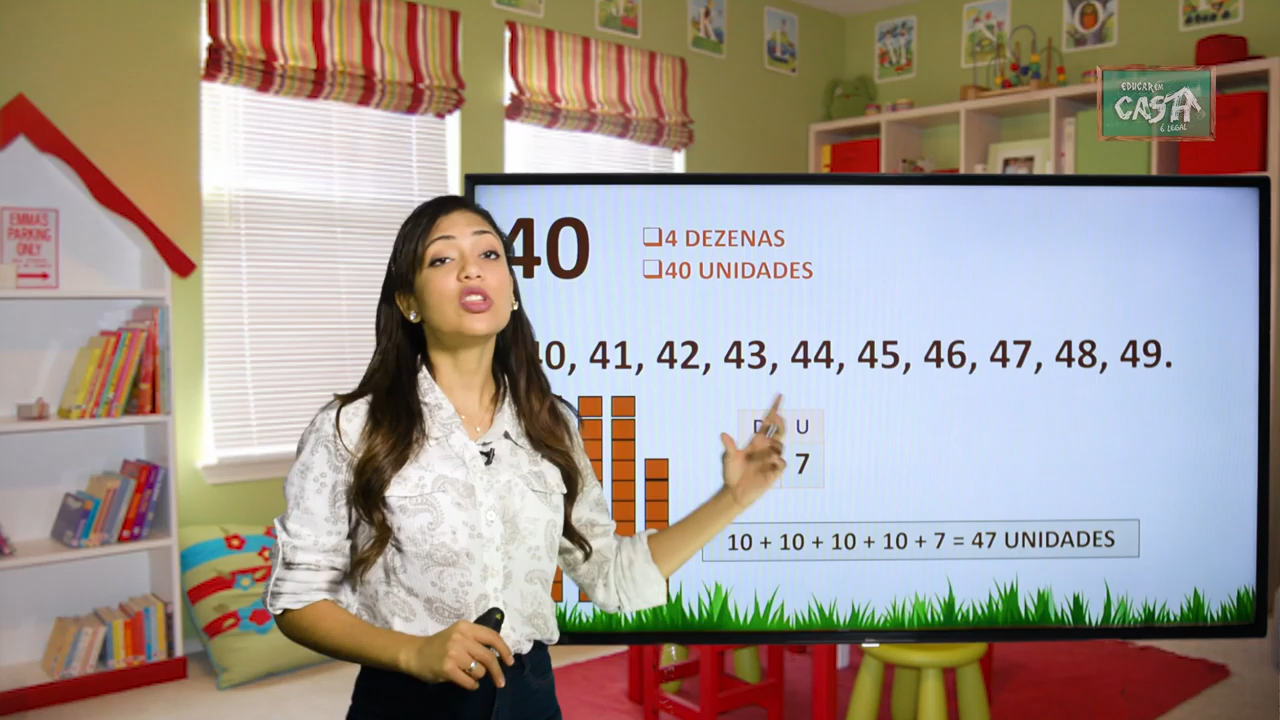 EDUCAR EM
CASA
É LEGAL
EMMA'S
PARKING
ONLY
40
❑4 DEZENAS
❑40 UNIDADES
40, 41, 42, 43, 44, 45, 46, 47, 48, 49.
D U
7
10 + 10 + 10 + 10 + 7 = 47 UNIDADES